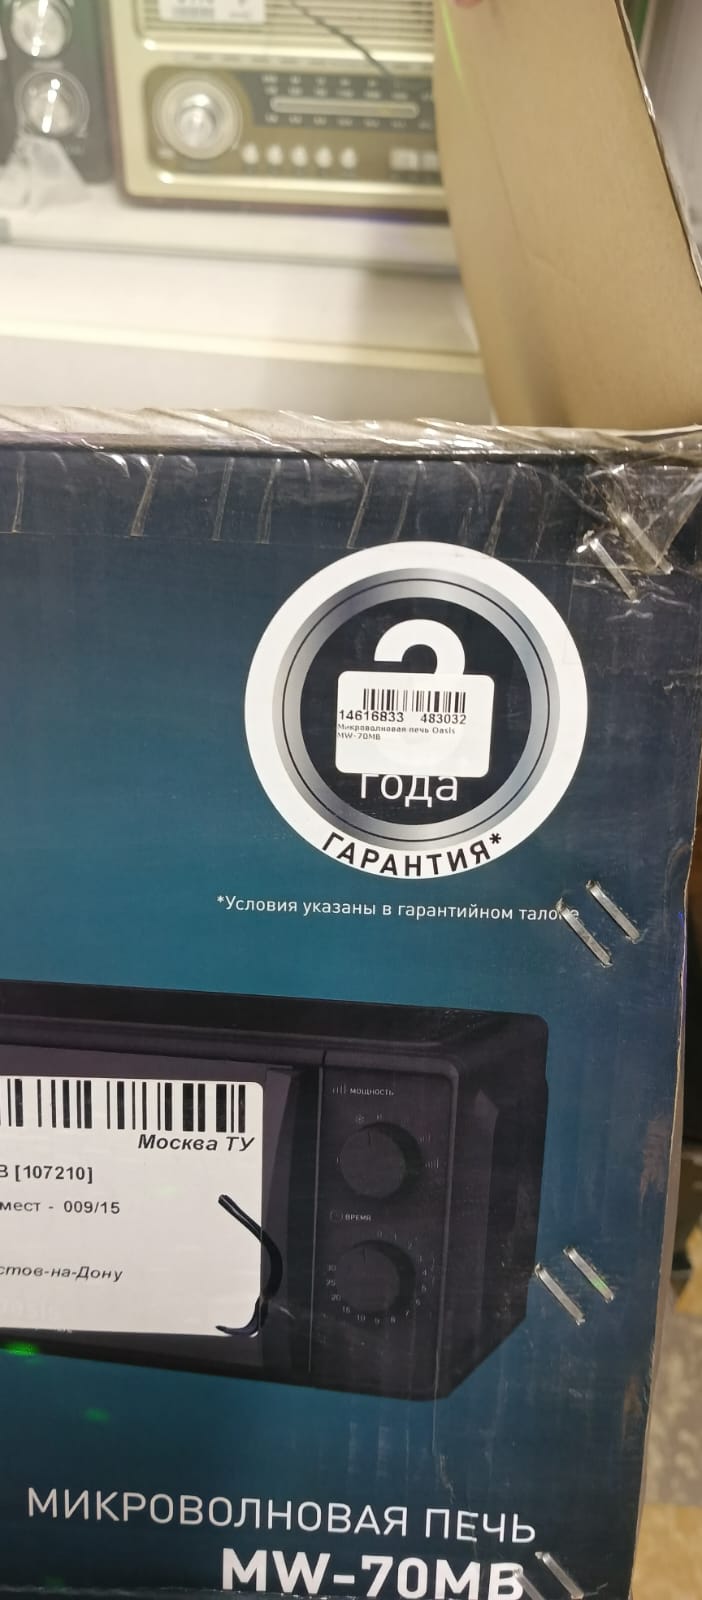 14616833 483032
Микроволновая печь Oasis
MW-70MB
года
ГАРАНТИЯ*
*Условия указаны в гарантийном талоне
МОЩНОСТЬ
Москва ТУ
B [107210]
мест - 009/15
ВРЕМЯ
стов-на-Дону
МИКРОВОЛНОВАЯ ПЕЧЬ
MW-70MB